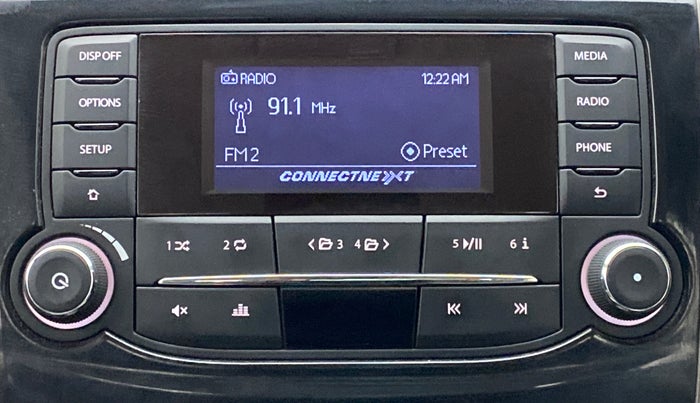 DISP OFF
OPTIONS
SETUP
RADIO 12:22 AM
91.1 MHz
FM2 Preset
CONNECTNEXT
MEDIA
RADIO
PHONE
1 2 3 4 5 6 i